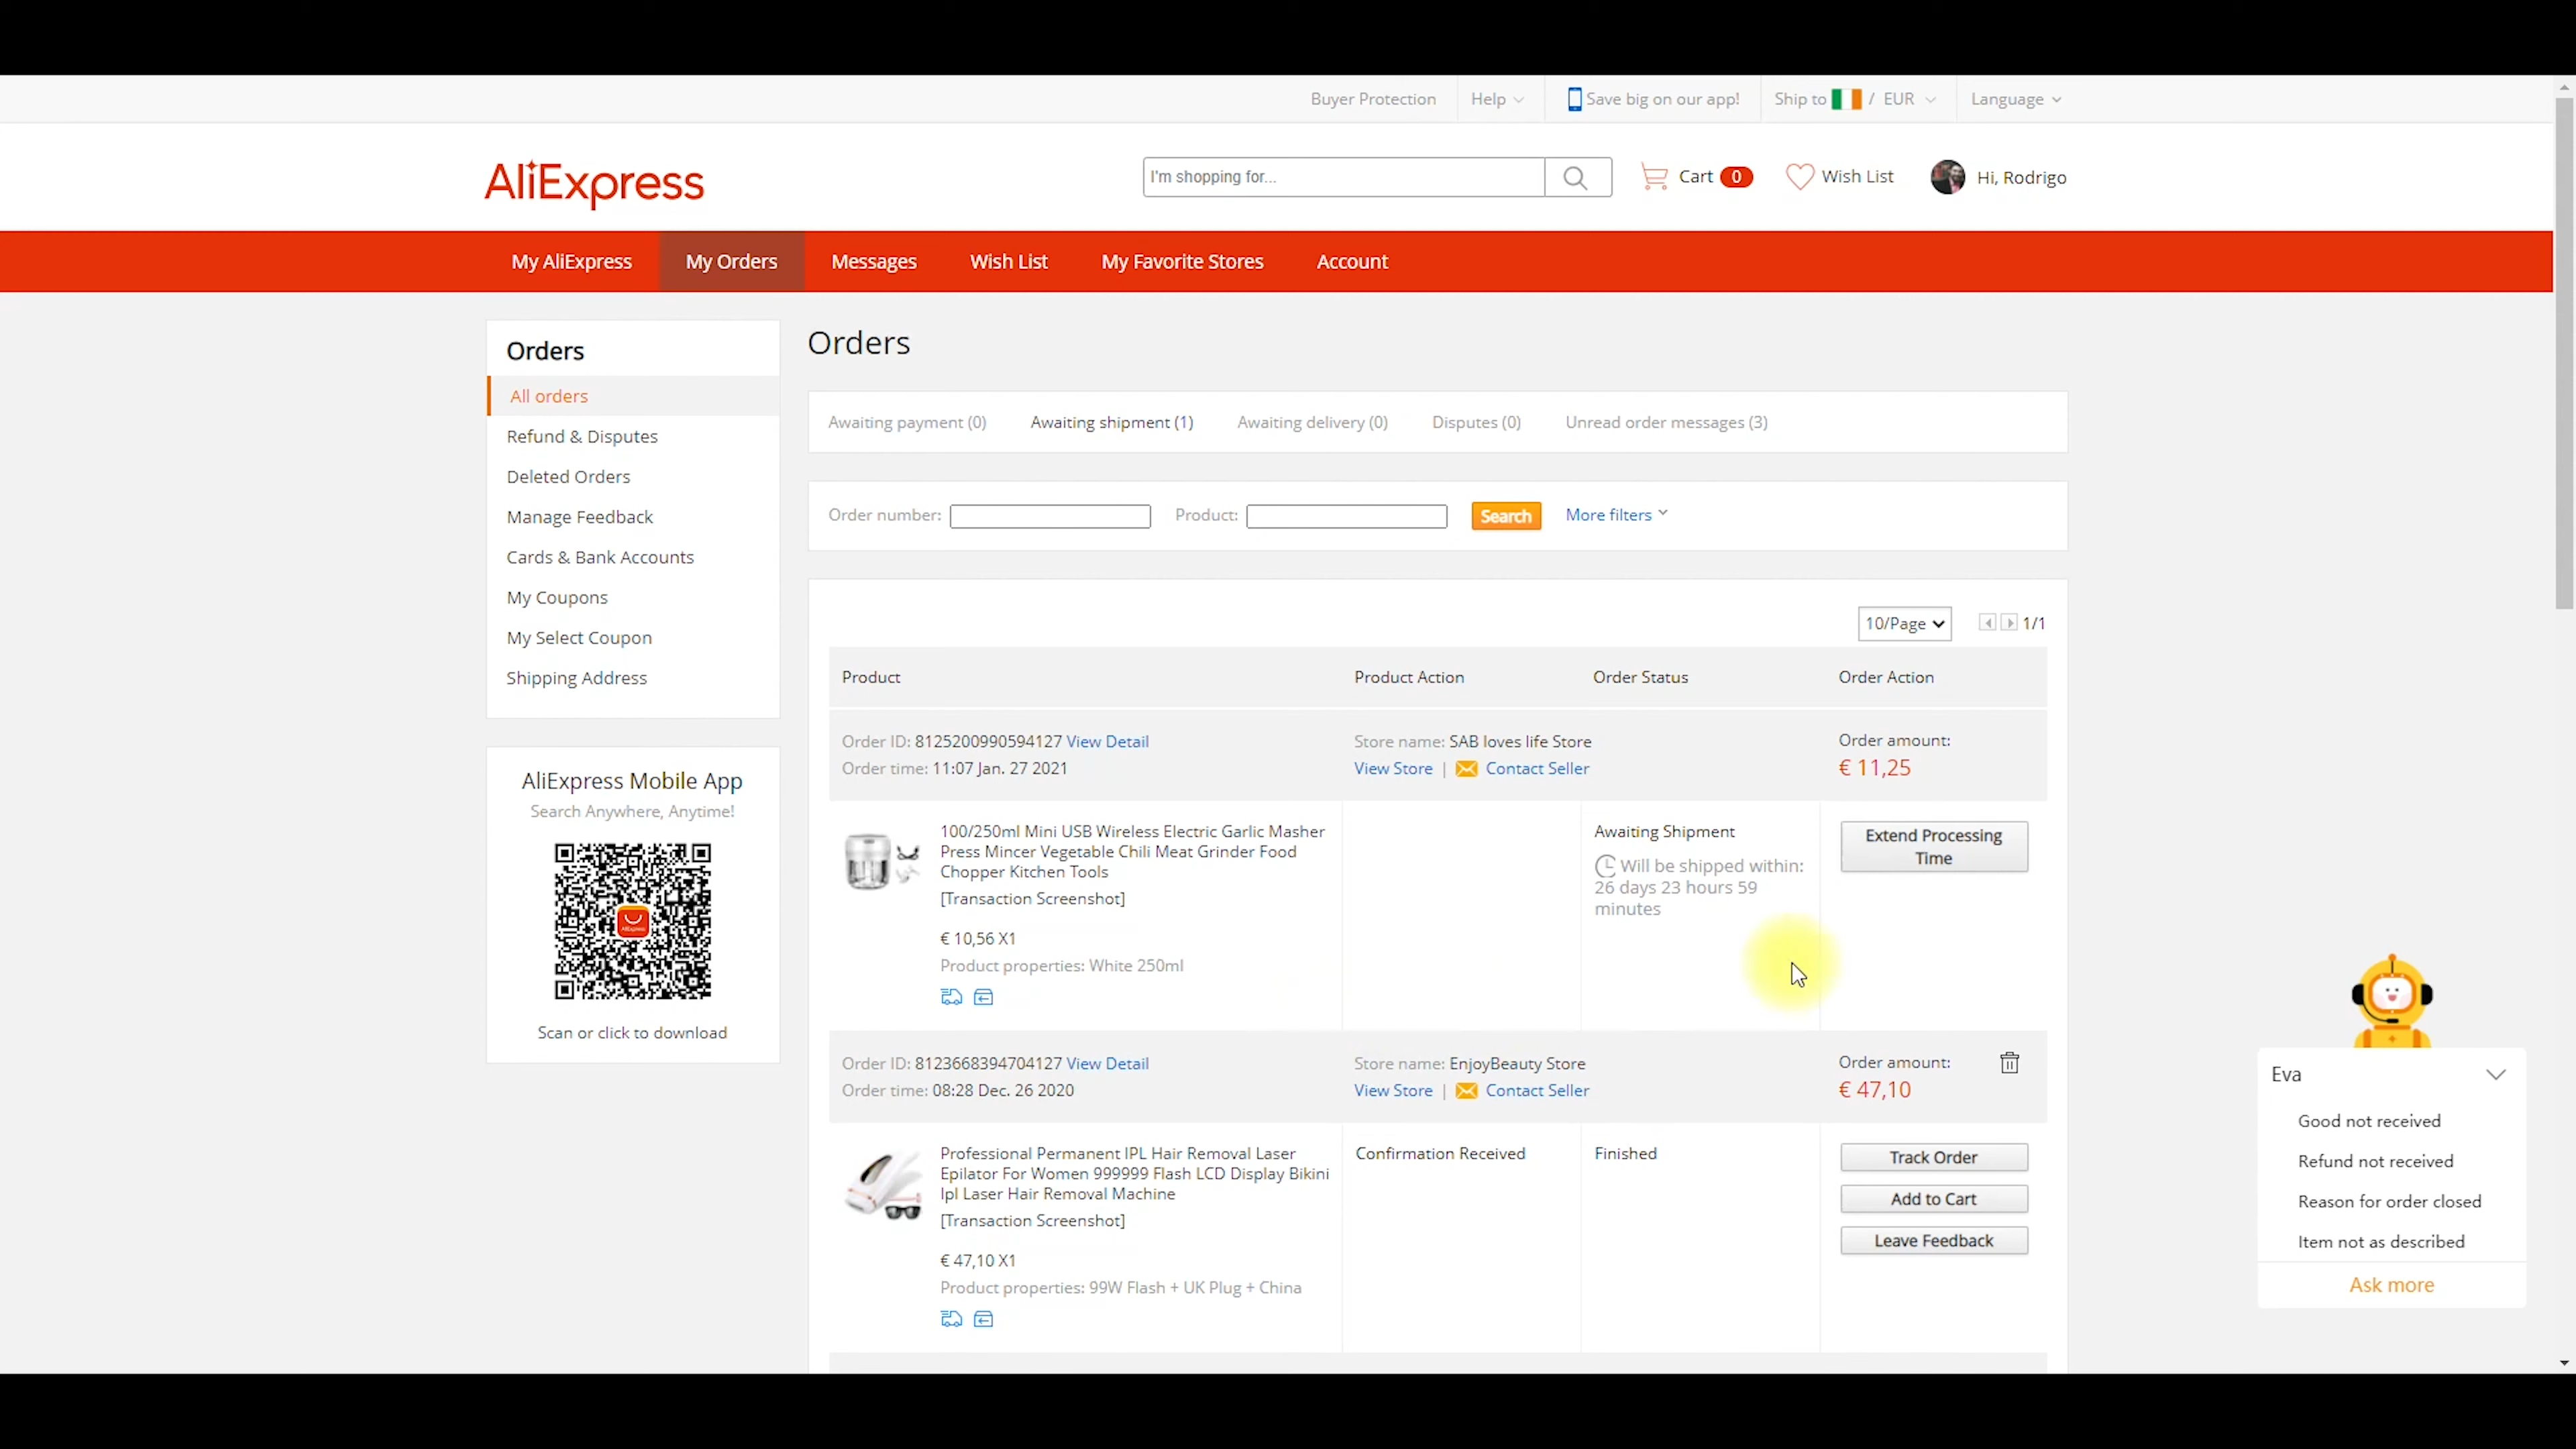 Buyer Protection Help Save big on our app! Ship to / EUR Language
AliExpress
I'm shopping for...
Cart 0 Wish List Hi, Rodrigo
My AliExpress My Orders Messages Wish List My Favorite Stores Account
Orders
All orders
Refund & Disputes
Deleted Orders
Manage Feedback
Cards & Bank Accounts
My Coupons
My Select Coupon
Shipping Address
AliExpress Mobile App
Search Anywhere, Anytime!
AliExpress
Scan or click to download
Orders
Awaiting payment (0) Awaiting shipment (1) Awaiting delivery (0) Disputes (0) Unread order messages (3)
Order number: Product: Search More filters
10/Page 1/1
Product Product Action Order Status Order Action
Order ID: 8125200990594127 View Detail
Order time: 11:07 Jan. 27 2021
Store name: SAB loves life Store
View Store | Contact Seller
Order amount:
€ 11,25
100/250ml Mini USB Wireless Electric Garlic Masher
Press Mincer Vegetable Chili Meat Grinder Food
Chopper Kitchen Tools
[Transaction Screenshot]
€ 10,56 X1
Product properties: White 250ml
Awaiting Shipment
Will be shipped within:
26 days 23 hours 59
minutes
Extend Processing
Time
Order ID: 8123668394704127 View Detail
Order time: 08:28 Dec. 26 2020
Store name: EnjoyBeauty Store
View Store | Contact Seller
Order amount:
€ 47,10
Professional Permanent IPL Hair Removal Laser
Epilator For Women 999999 Flash LCD Display Bikini
Ipl Laser Hair Removal Machine
[Transaction Screenshot]
€ 47,10 X1
Product properties: 99W Flash + UK Plug + China
Confirmation Received
Finished
Track Order
Add to Cart
Leave Feedback
Eva
Good not received
Refund not received
Reason for order closed
Item not as described
Ask more